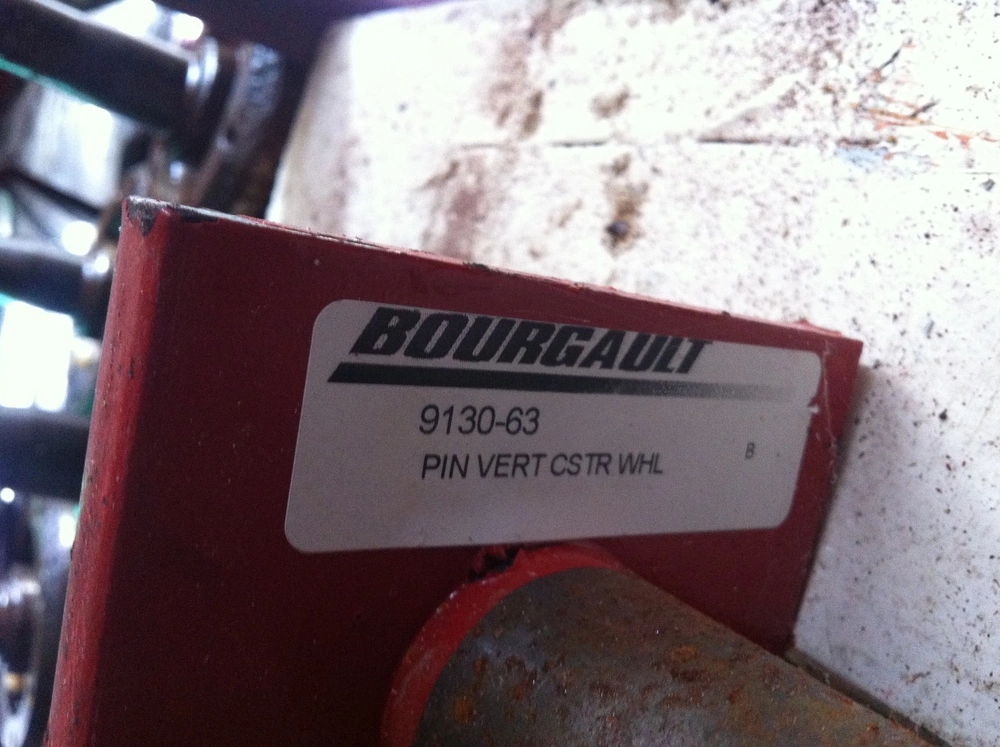 BOURGAULT
9130-63
PIN VERT CSTR WHL B